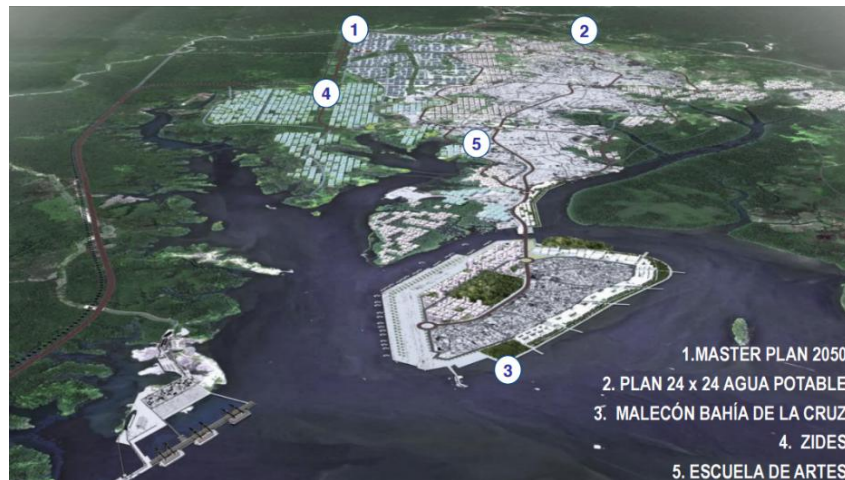 1
2
4
5
3
1.MASTER PLAN 2050
2. PLAN 24 x 24 AGUA POTABLE
3. MALECÓN BAHÍA DE LA CRUZ
4. ZIDES
5. ESCUELA DE ARTES